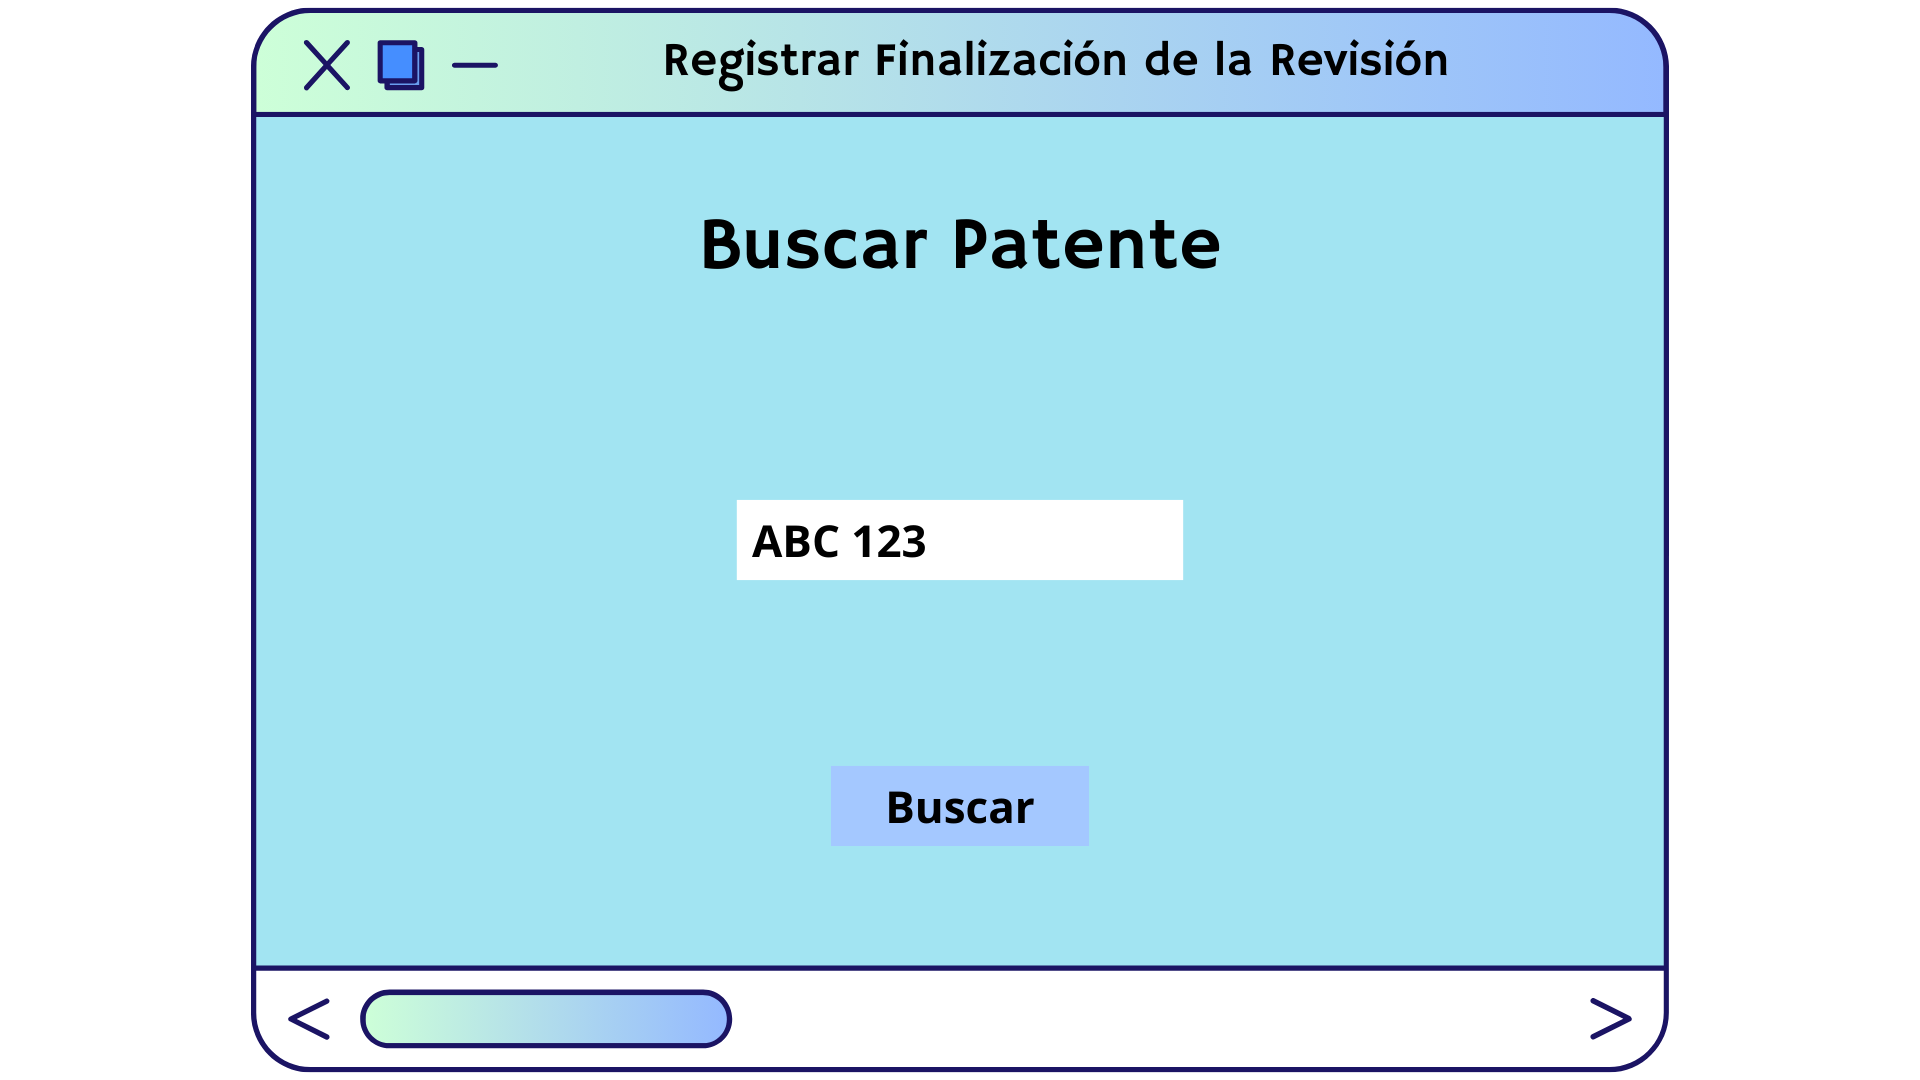 Registrar Finalización de la Revisión
Buscar Patente
ABC 123
Buscar